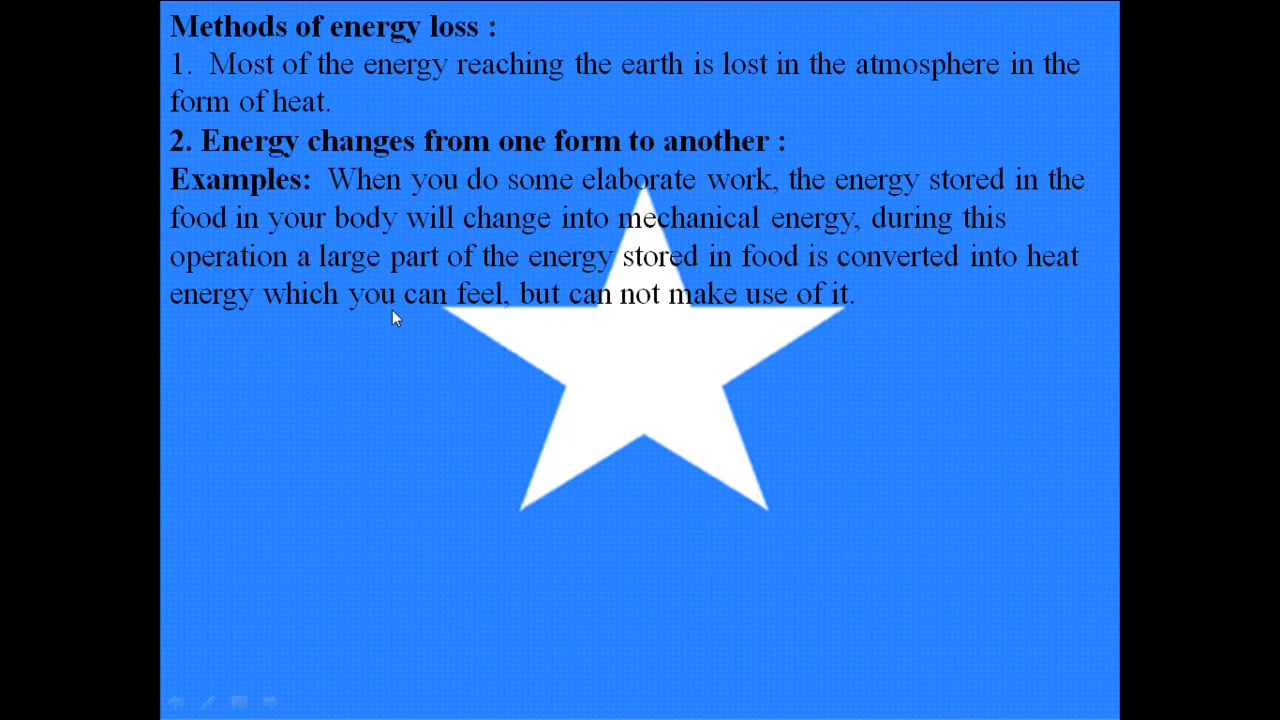 Methods of energy loss :
1. Most of the energy reaching the earth is lost in the atmosphere in the
form of heat.
2. Energy changes from one form to another :
Examples: When you do some elaborate work, the energy stored in the
food in your body will change into mechanical energy, during this
operation a large part of the energy stored in food is converted into heat
energy which you can feel, but can not make use of it.